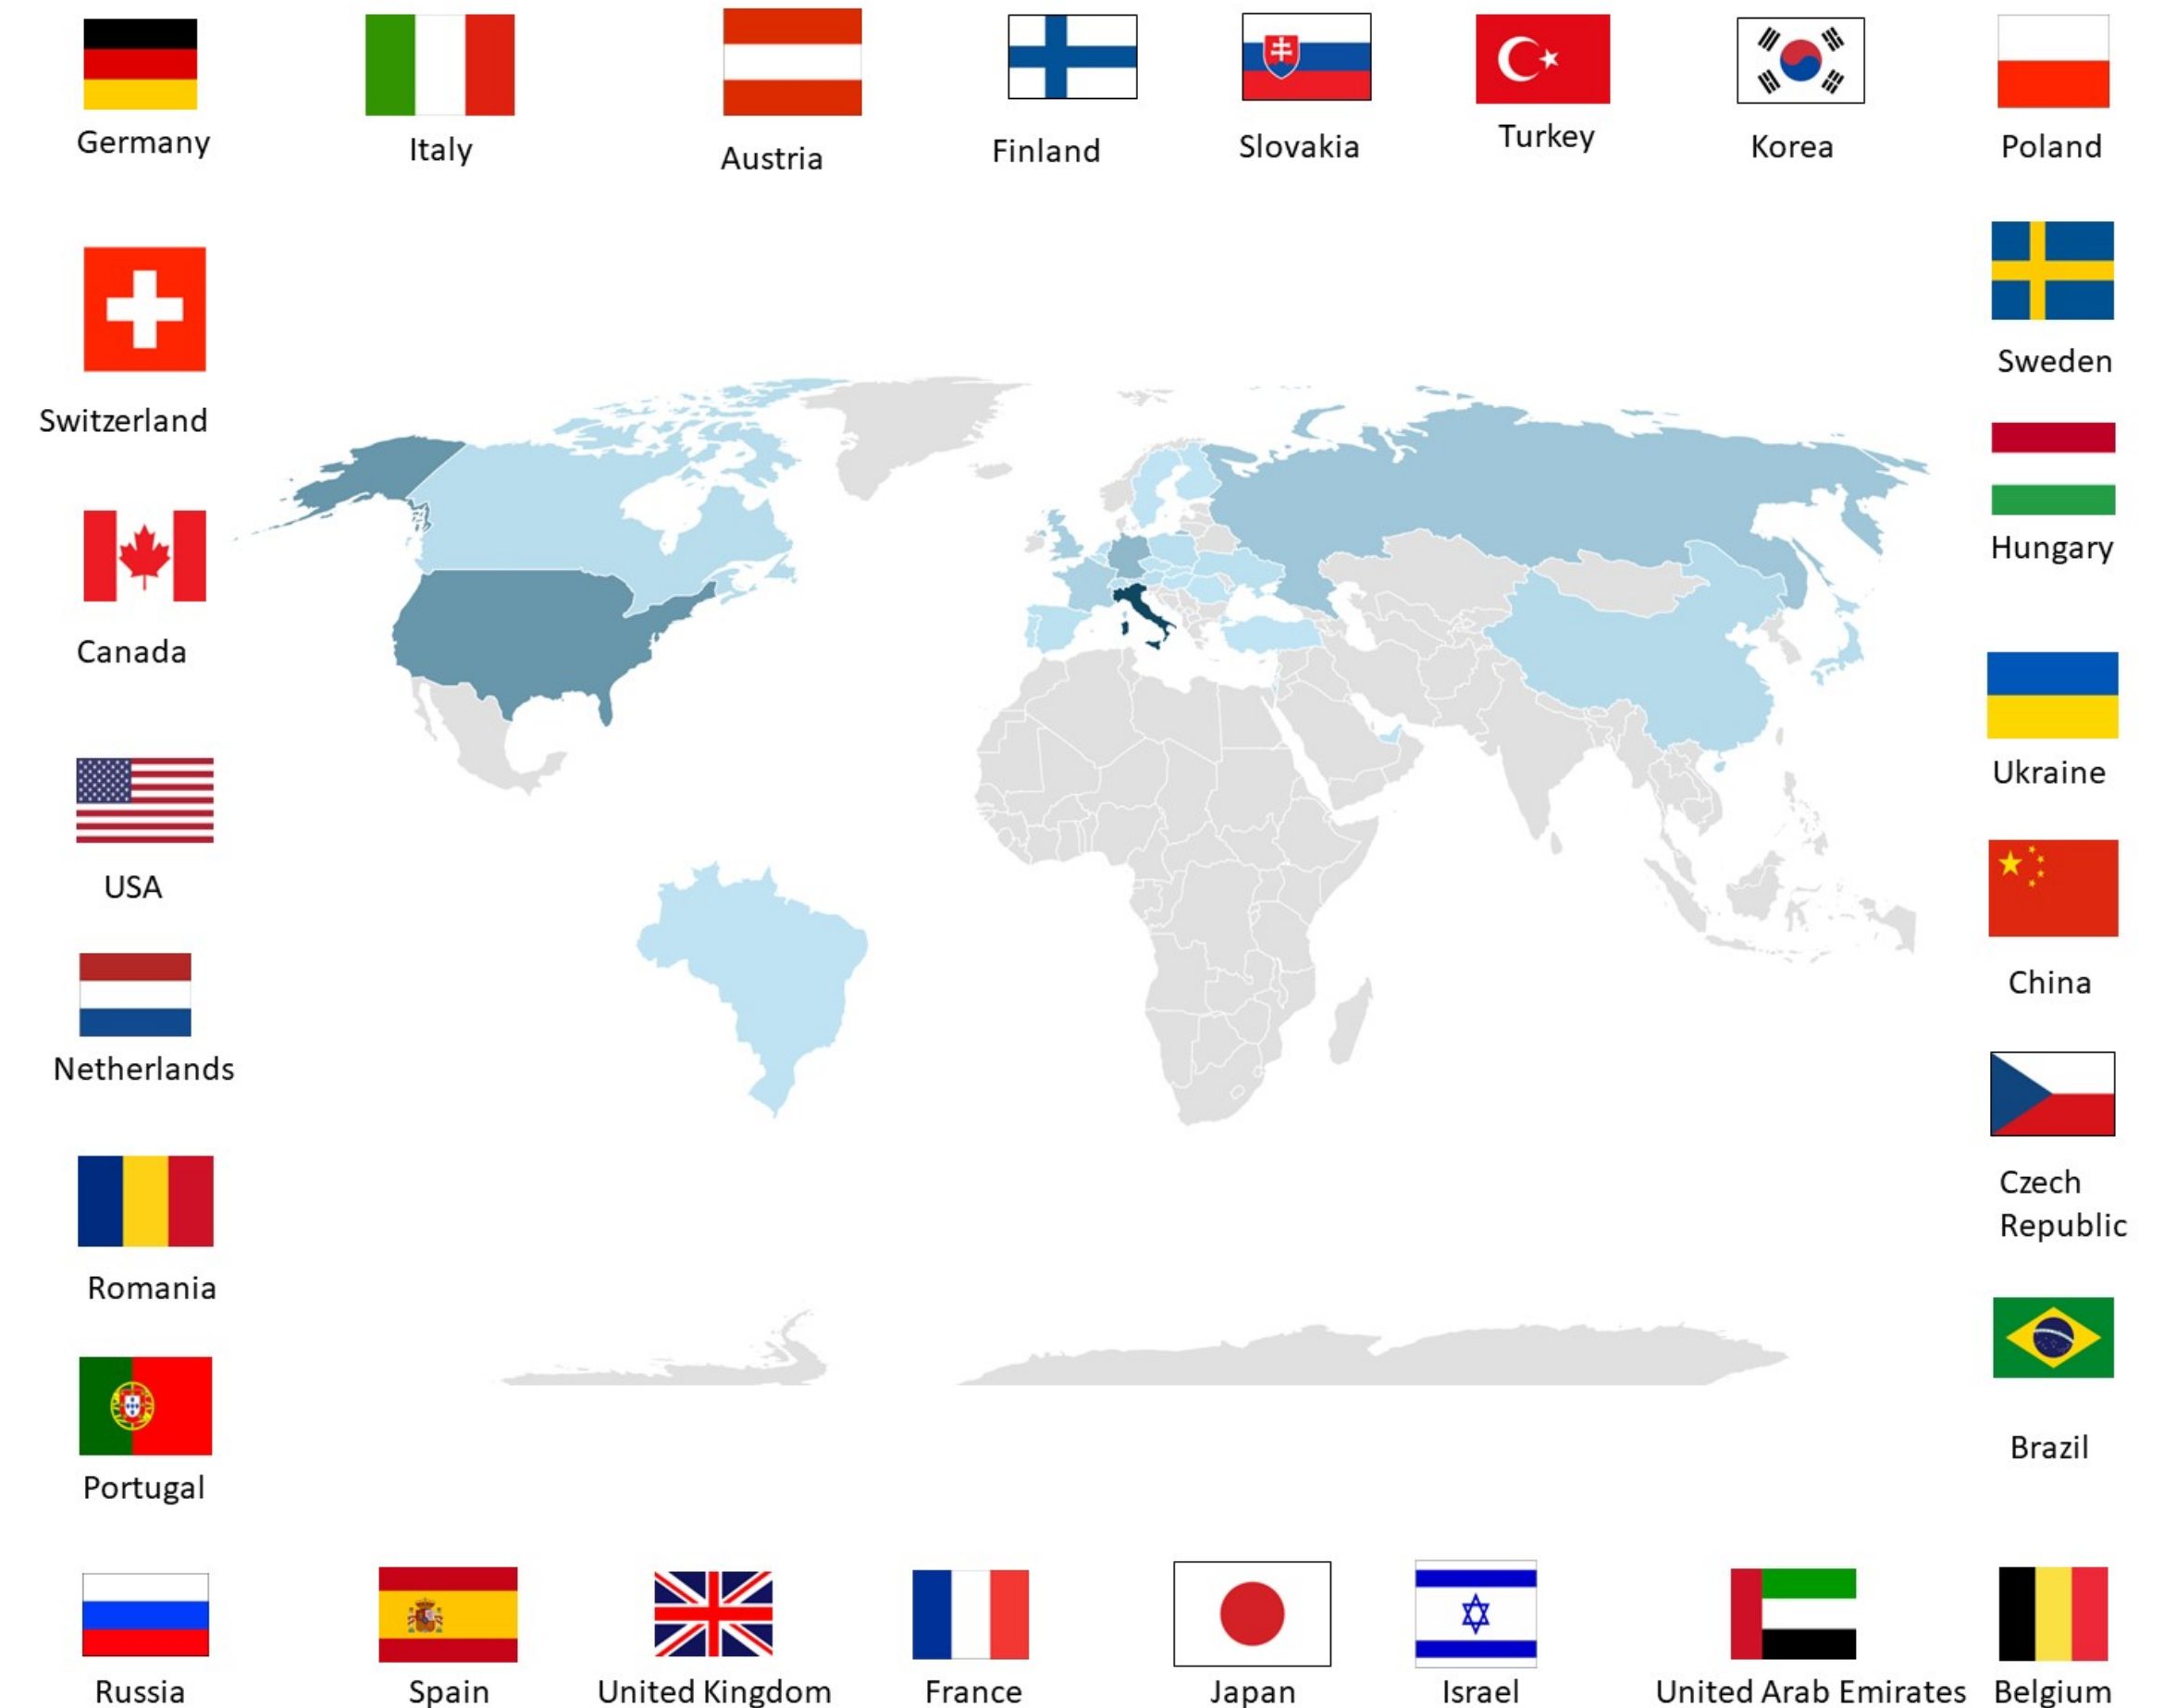 Germany
Italy
Austria
Finland
Slovakia
Turkey
Korea
Poland
Switzerland
Sweden
Canada
Hungary
USA
Ukraine
Netherlands
China
Romania
Czech
Republic
Portugal
Brazil
Russia
Spain
United Kingdom
France
Japan
Israel
United Arab Emirates
Belgium